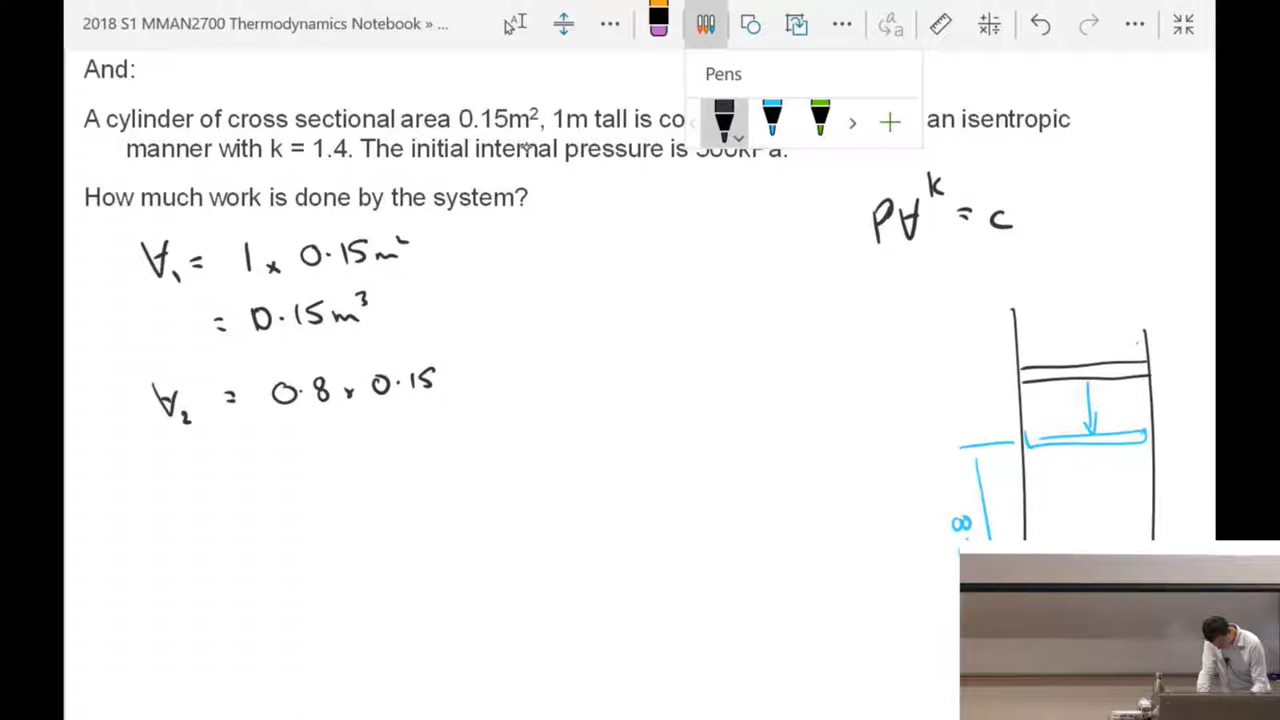 2018 S1 MMAN2700 Thermodynamics Notebook » ...
Pens
And:
A cylinder of cross sectional area 0.15m², 1m tall is co an isentropic
manner with k = 1.4. The initial internal pressure is 500kPa.
How much work is done by the system?
P∀^k = c
∀₁ = 1 × 0.15m²
= 0.15m³
∀₂ = 0.8 × 0.15